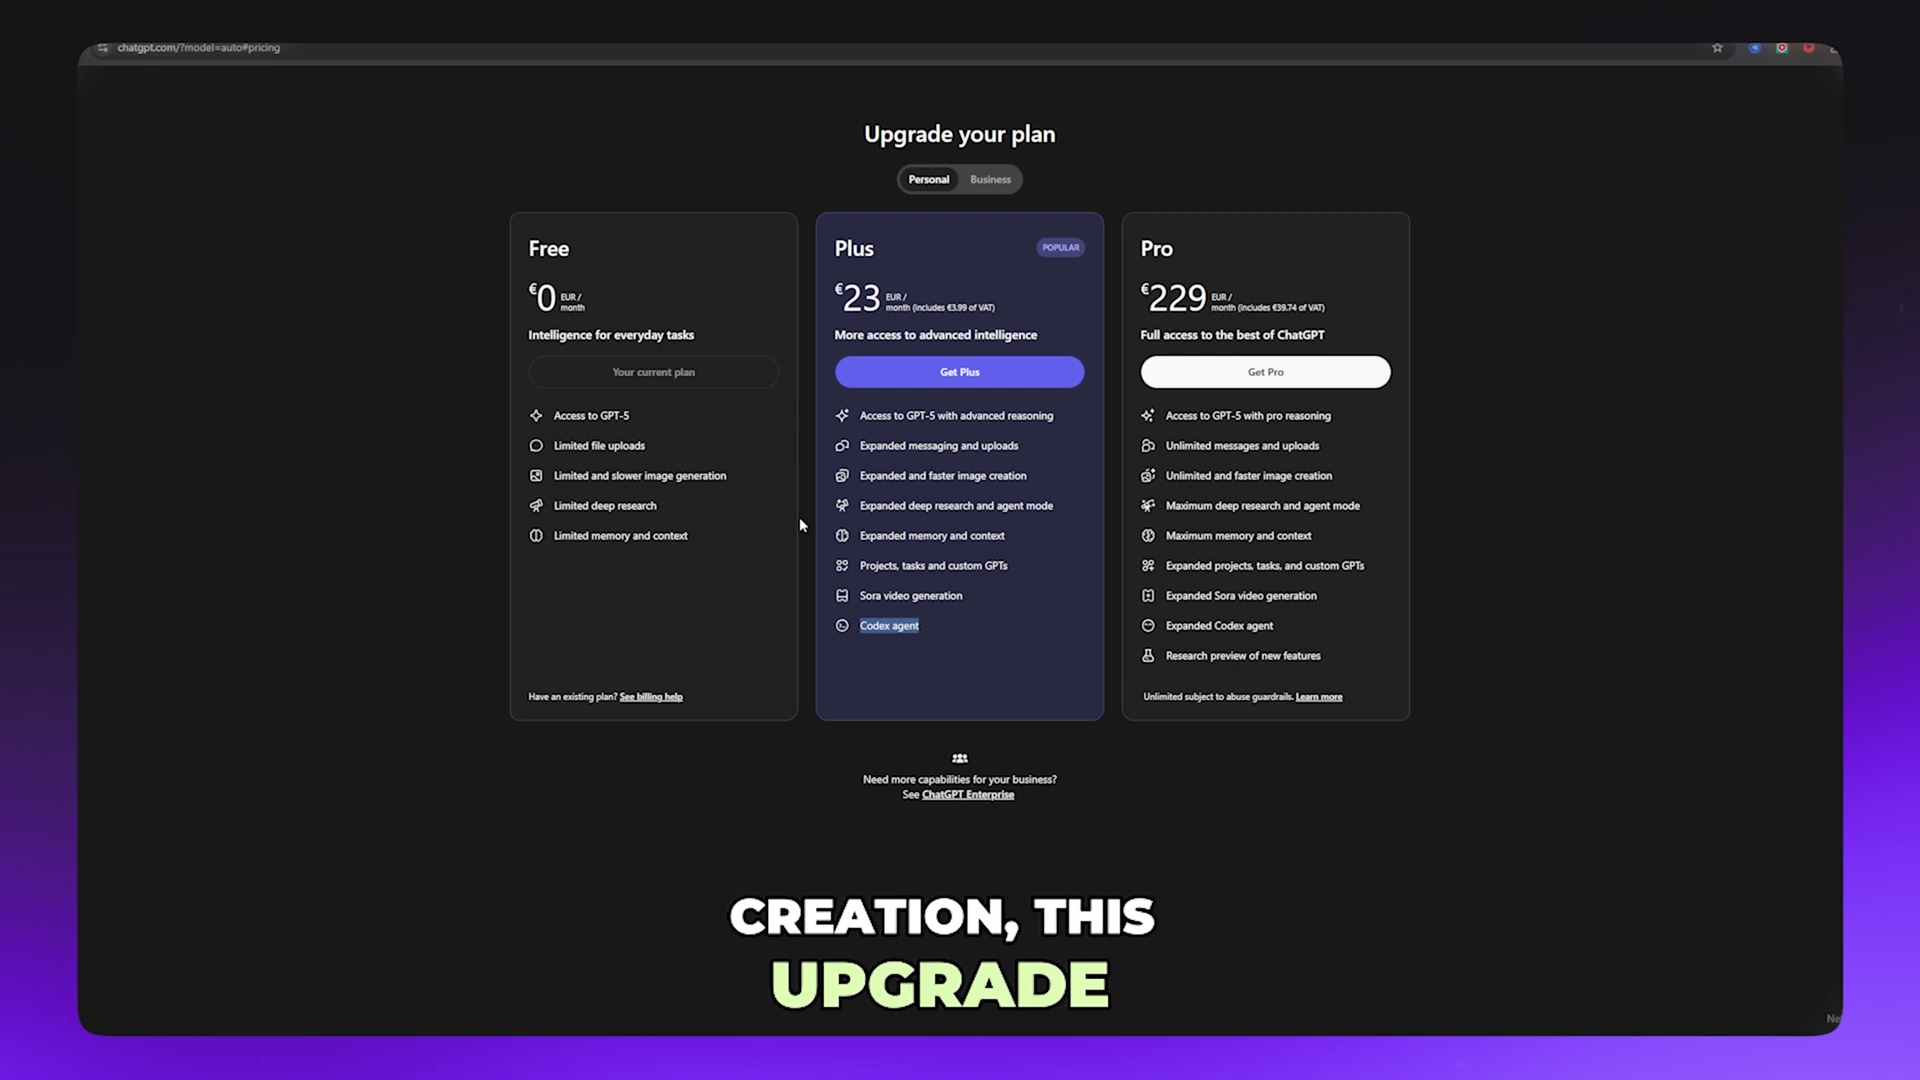 chatgpt.com/?model=auto#pricing
Upgrade your plan
Personal Business
Free
€0 EUR /
month
Intelligence for everyday tasks
Your current plan
Access to GPT-5
Limited file uploads
Limited and slower image generation
Limited deep research
Limited memory and context
Have an existing plan? See billing help
Plus
POPULAR
€23 EUR /
month (includes €3.99 of VAT)
More access to advanced intelligence
Get Plus
Access to GPT-5 with advanced reasoning
Expanded messaging and uploads
Expanded and faster image creation
Expanded deep research and agent mode
Expanded memory and context
Projects, tasks and custom GPTs
Sora video generation
Codex agent
Pro
€229 EUR /
month (includes €39.74 of VAT)
Full access to the best of ChatGPT
Get Pro
Access to GPT-5 with pro reasoning
Unlimited messages and uploads
Unlimited and faster image creation
Maximum deep research and agent mode
Maximum memory and context
Expanded projects, tasks, and custom GPTs
Expanded Sora video generation
Expanded Codex agent
Research preview of new features
Unlimited subject to abuse guardrails. Learn more
Need more capabilities for your business?
See ChatGPT Enterprise
CREATION, THIS
UPGRADE